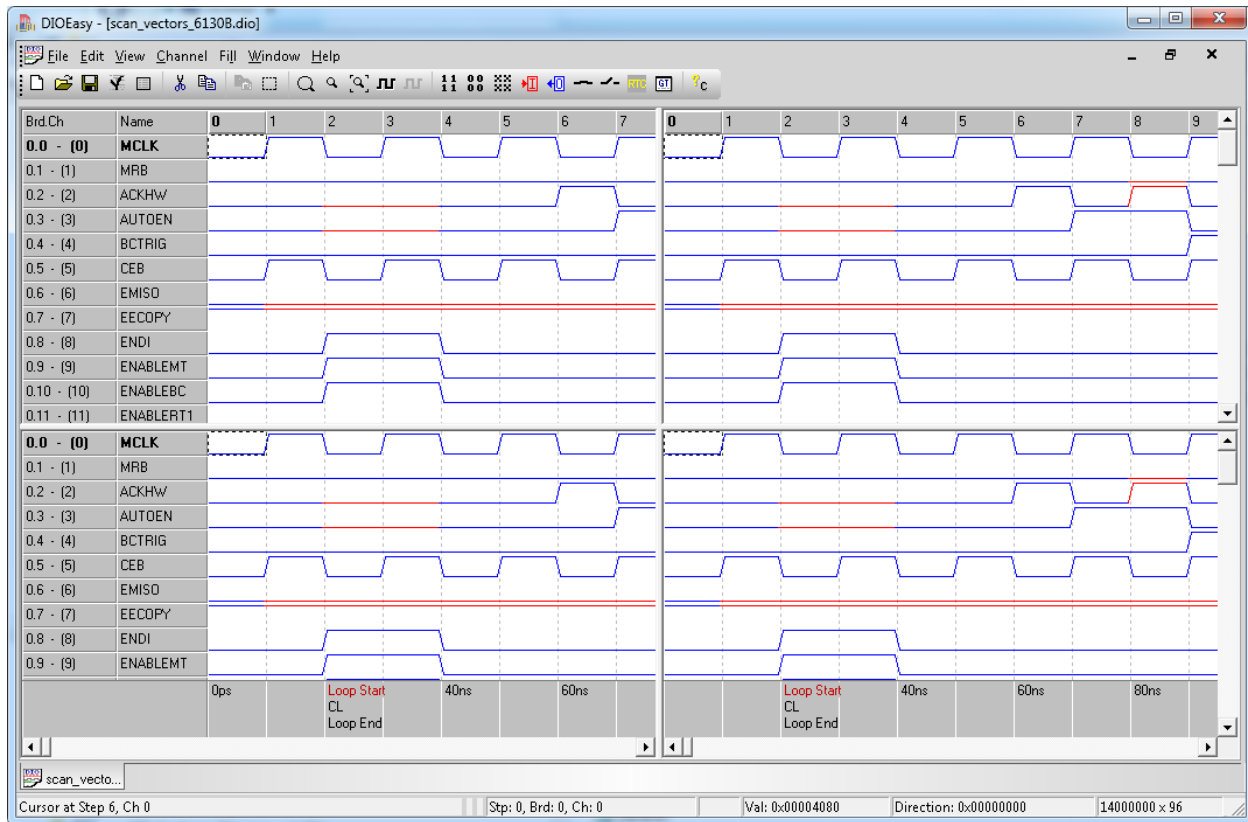 DIOEasy - [scan_vectors_6130B.dio]
File Edit View Channel Fill Window Help
11 00 XX I 0 RTC GT ?c
Brd.Ch Name 0 1 2 3 4 5 6 7 0 1 2 3 4 5 6 7 8 9
0.0 - (0) MCLK
0.1 - (1) MRB
0.2 - (2) ACKHW
0.3 - (3) AUTOEN
0.4 - (4) BCTRIG
0.5 - (5) CEB
0.6 - (6) EMISO
0.7 - (7) EECOPY
0.8 - (8) ENDI
0.9 - (9) ENABLEMT
0.10 - (10) ENABLEBC
0.11 - (11) ENABLERT1
0.0 - (0) MCLK
0.1 - (1) MRB
0.2 - (2) ACKHW
0.3 - (3) AUTOEN
0.4 - (4) BCTRIG
0.5 - (5) CEB
0.6 - (6) EMISO
0.7 - (7) EECOPY
0.8 - (8) ENDI
0.9 - (9) ENABLEMT
0ps Loop Start 40ns 60ns Loop Start 40ns 60ns 80ns
CL CL
Loop End Loop End
scan_vecto...
Cursor at Step 6, Ch 0 Stp: 0, Brd: 0, Ch: 0 Val: 0x00004080 Direction: 0x00000000 14000000 x 96